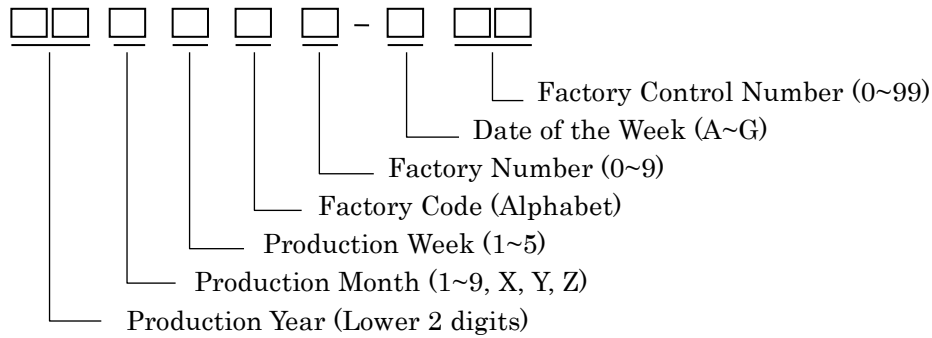 □□ □ □ □ □ - □ □□
Factory Control Number (0~99)
Date of the Week (A~G)
Factory Number (0~9)
Factory Code (Alphabet)
Production Week (1~5)
Production Month (1~9, X, Y, Z)
Production Year (Lower 2 digits)